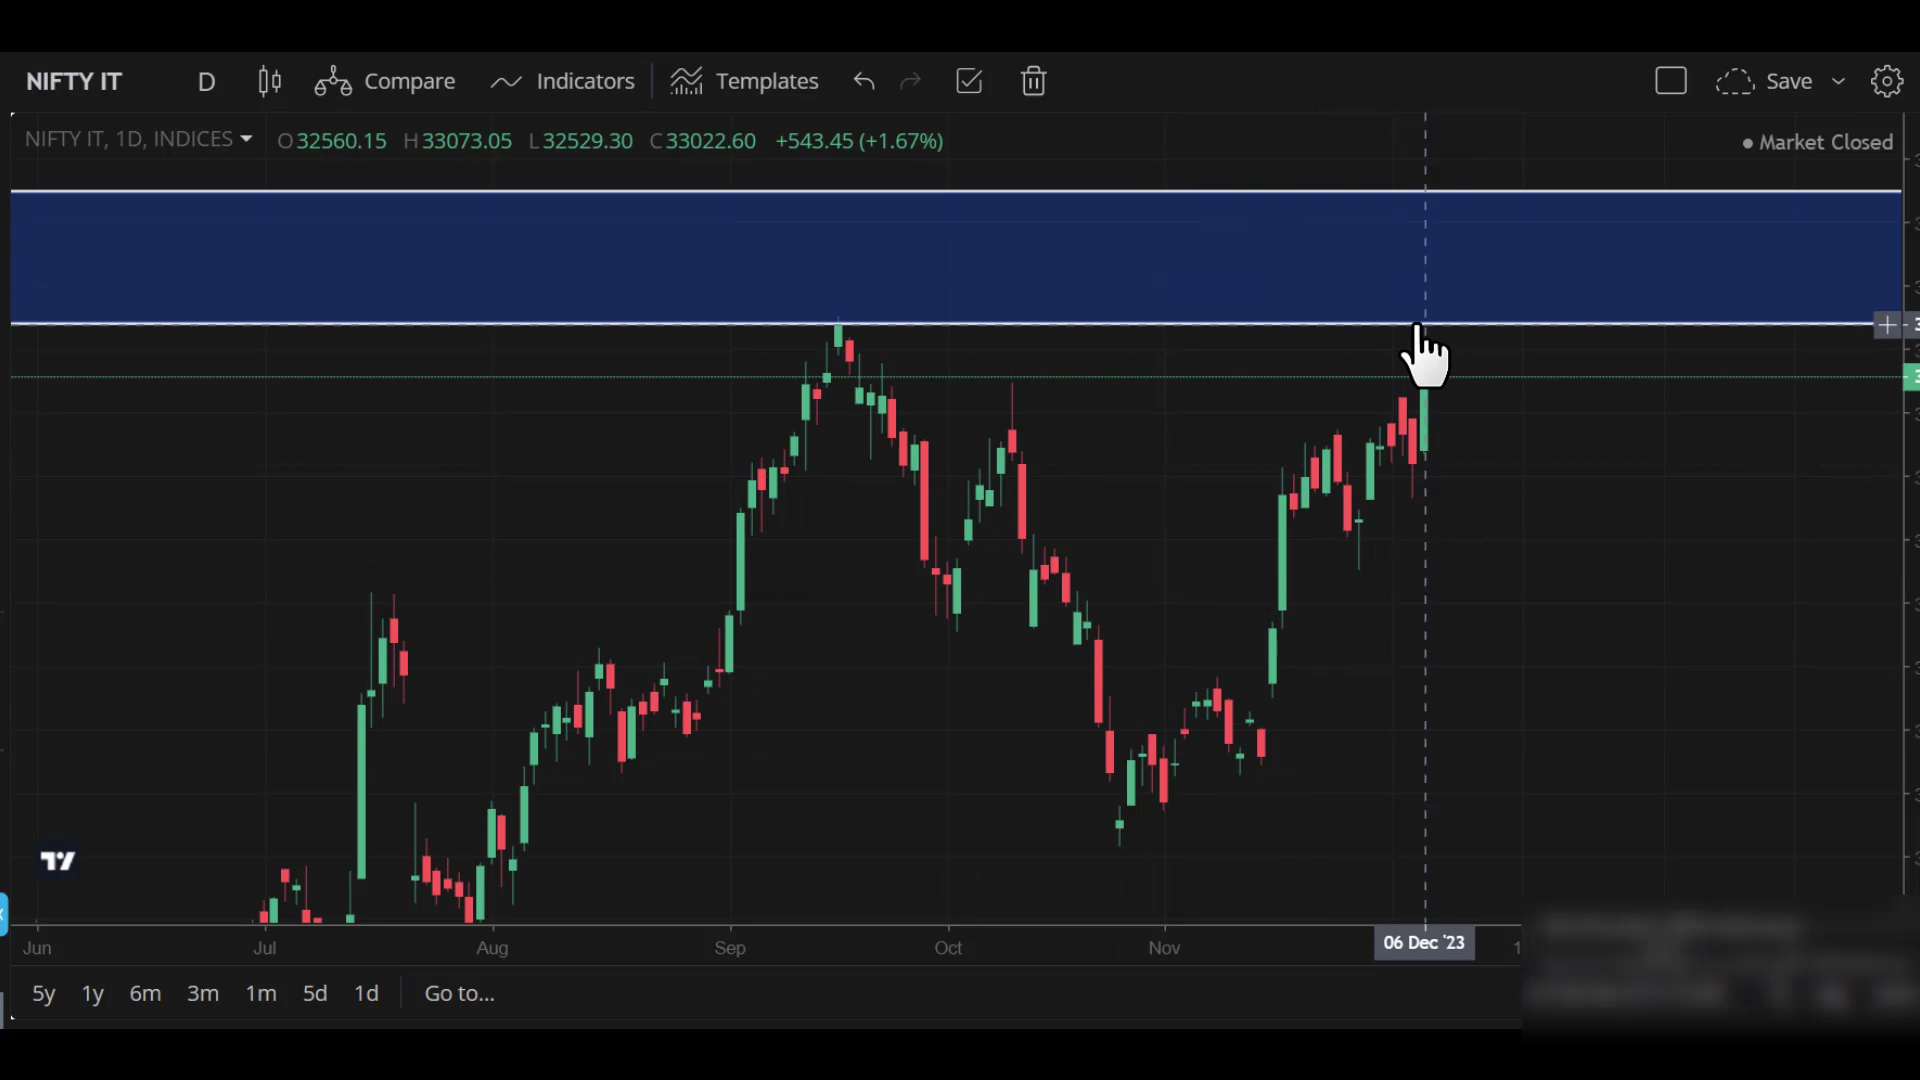 NIFTY IT D Compare Indicators Templates Save
NIFTY IT, 1D, INDICES O32560.15 H33073.05 L32529.30 C33022.60 +543.45 (+1.67%) Market Closed
Jun Jul Aug Sep Oct Nov 06 Dec '23
5y 1y 6m 3m 1m 5d 1d Go to...